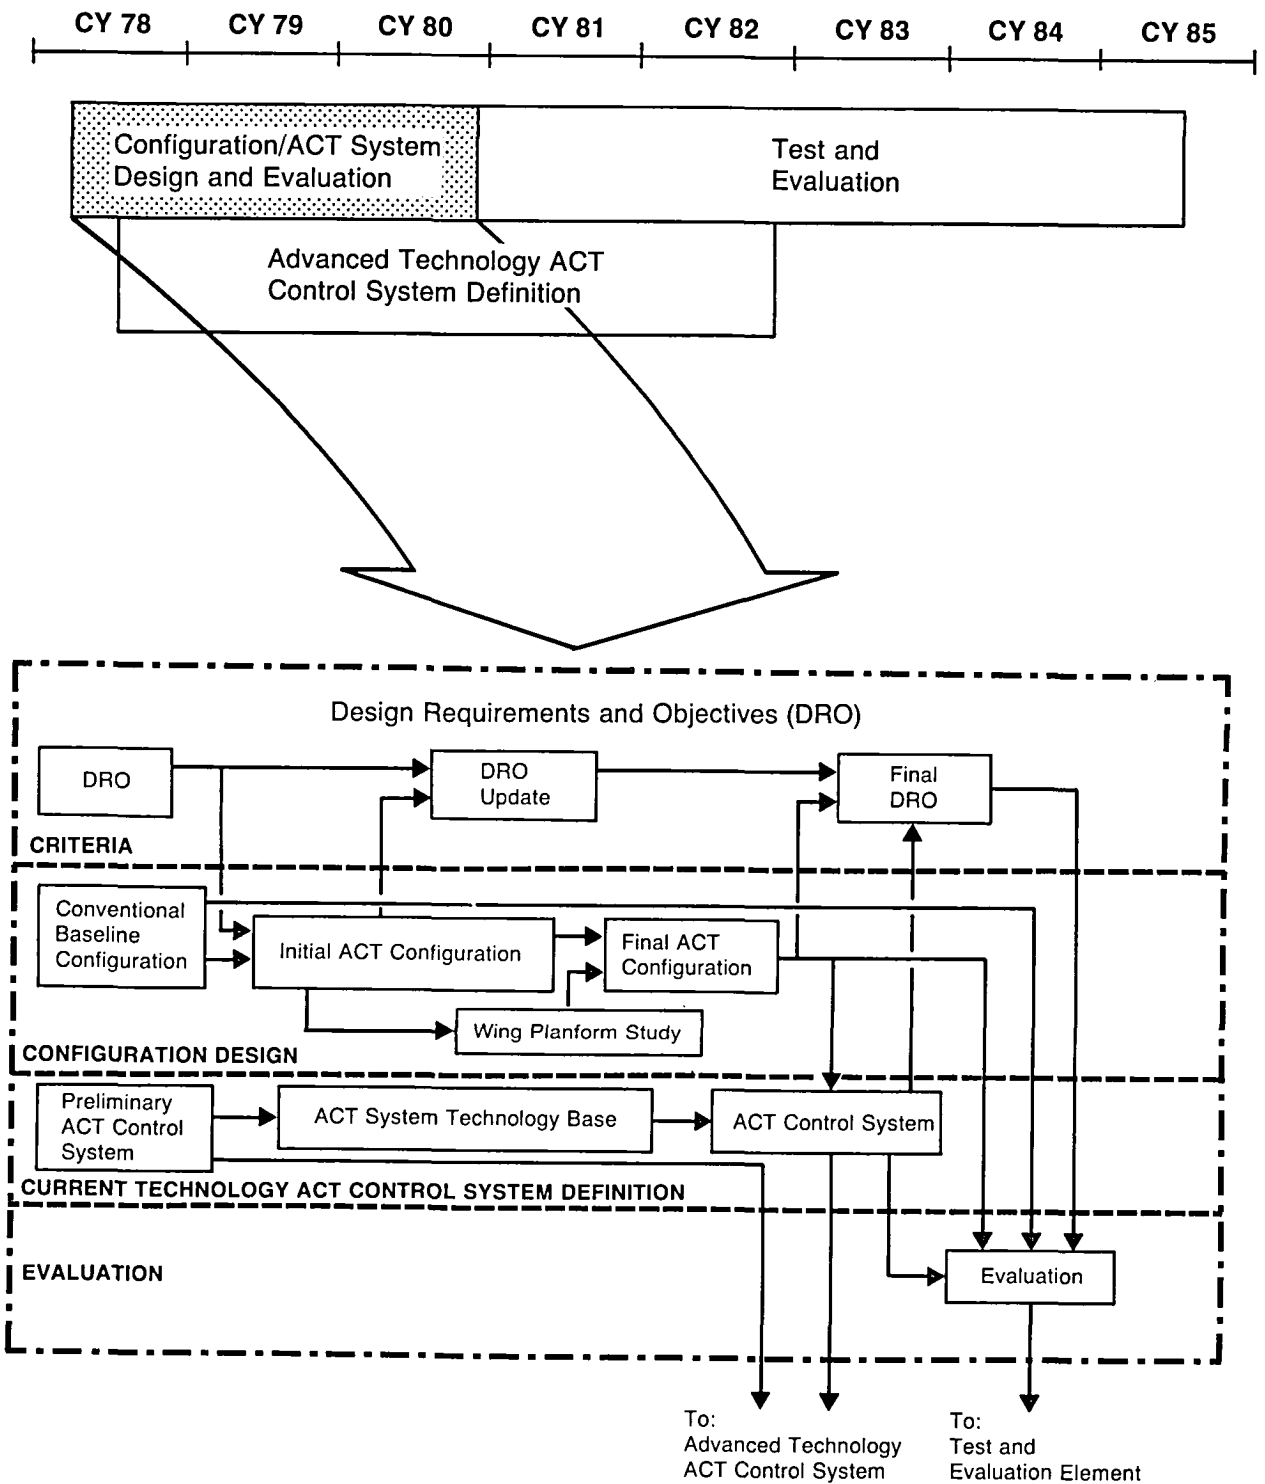 CY 78 CY 79 CY 80 CY 81 CY 82 CY 83 CY 84 CY 85
Configuration/ACT System
Design and Evaluation
Test and
Evaluation
Advanced Technology ACT
Control System Definition
Design Requirements and Objectives (DRO)
DRO
DRO
Update
Final
DRO
CRITERIA
Conventional
Baseline
Configuration
Initial ACT Configuration
Final ACT
Configuration
Wing Planform Study
CONFIGURATION DESIGN
Preliminary
ACT Control
System
ACT System Technology Base
ACT Control System
CURRENT TECHNOLOGY ACT CONTROL SYSTEM DEFINITION
EVALUATION
Evaluation
To:
Advanced Technology
ACT Control System
To:
Test and
Evaluation Element